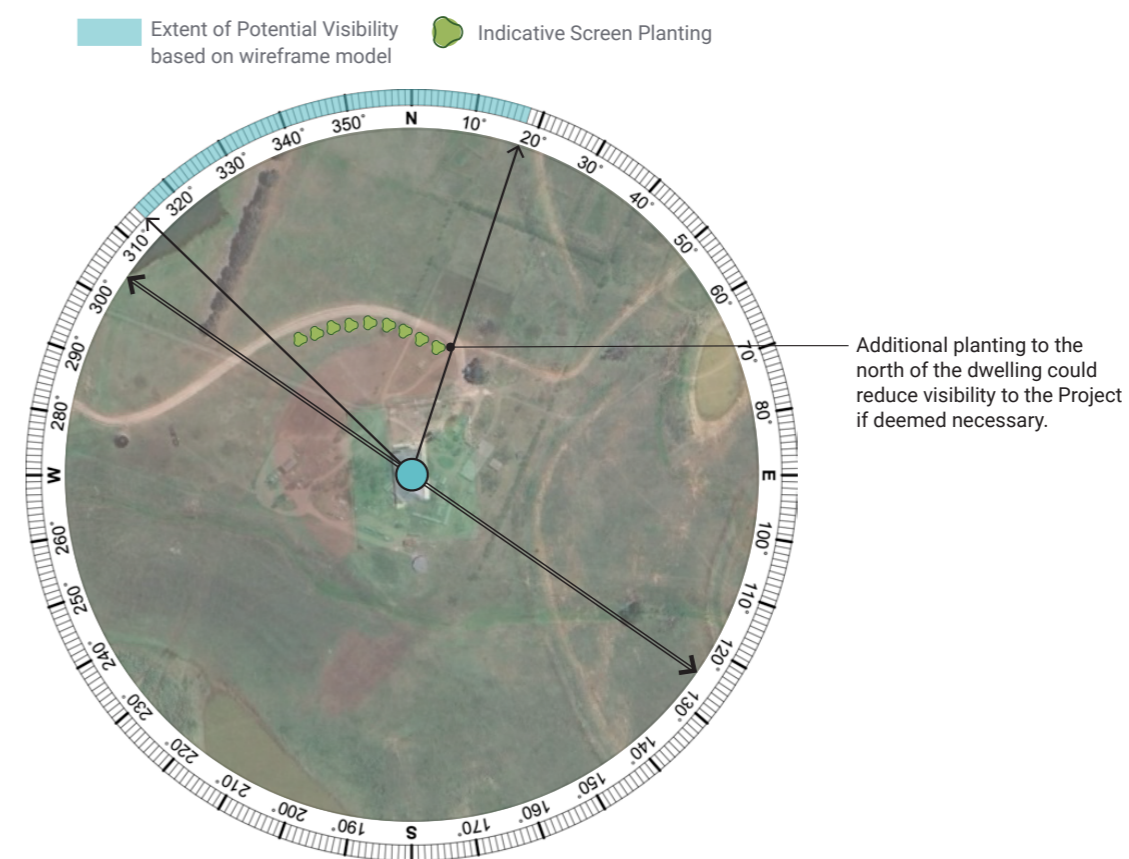 Extent of Potential Visibility
based on wireframe model
Indicative Screen Planting
N
10°
20°
30°
40°
50°
60°
70°
80°
E
100°
110°
120°
130°
140°
150°
160°
170°
S
190°
200°
210°
220°
230°
240°
250°
260°
W
280°
290°
300°
310°
320°
330°
340°
350°
Additional planting to the
north of the dwelling could
reduce visibility to the Project
if deemed necessary.